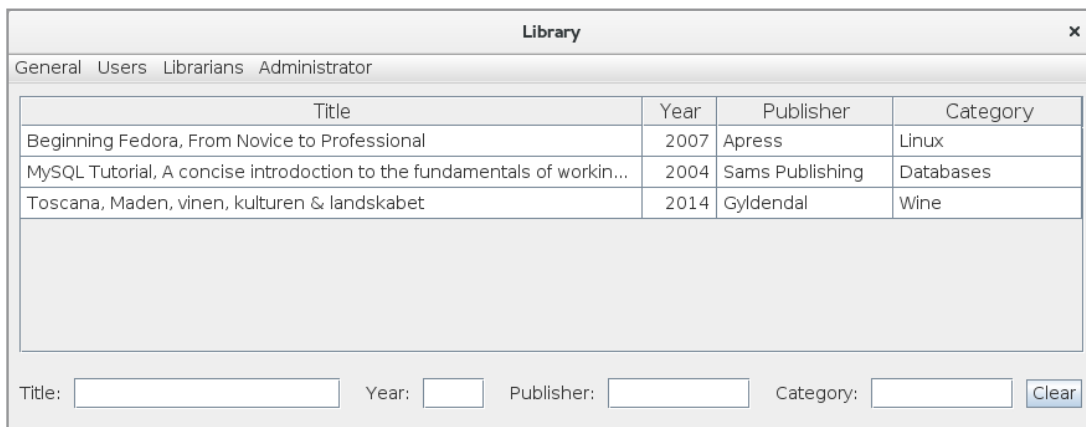 Library ×
General Users Librarians Administrator
Title Year Publisher Category
Beginning Fedora, From Novice to Professional 2007 Apress Linux
MySQL Tutorial, A concise introdoction to the fundamentals of workin... 2004 Sams Publishing Databases
Toscana, Maden, vinen, kulturen & landskabet 2014 Gyldendal Wine
Title: Year: Publisher: Category: Clear